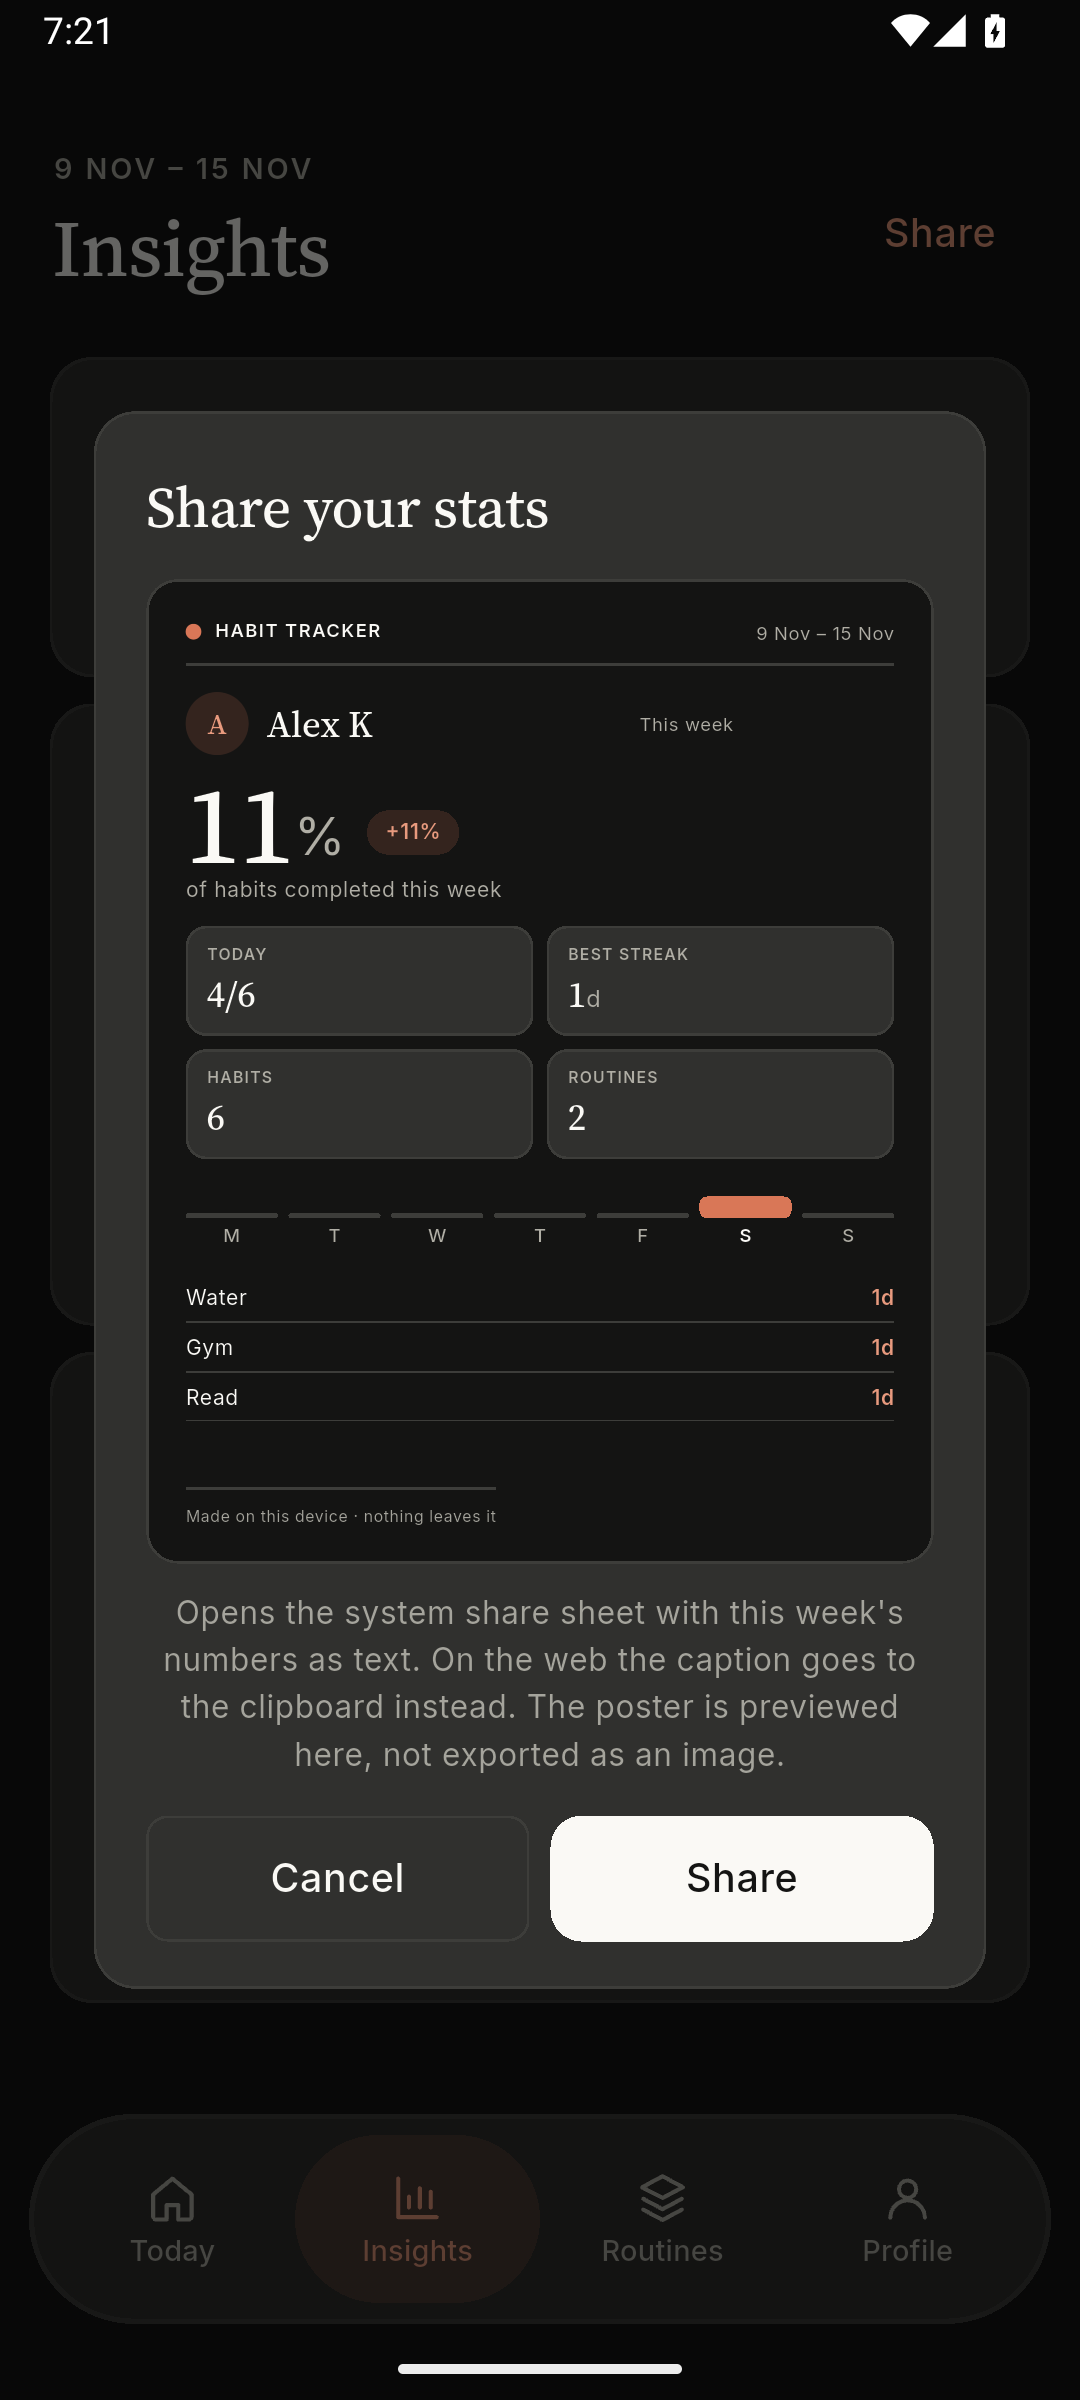 7:21
9 NOV – 15 NOV
Insights
Share
Share your stats
HABIT TRACKER
9 Nov – 15 Nov
A
Alex K
This week
11%
+11%
of habits completed this week
TODAY
4/6
BEST STREAK
1d
HABITS
6
ROUTINES
2
M T W T F S S
Water 1d
Gym 1d
Read 1d
Made on this device · nothing leaves it
Opens the system share sheet with this week's
numbers as text. On the web the caption goes to
the clipboard instead. The poster is previewed
here, not exported as an image.
Cancel
Share
Today
Insights
Routines
Profile